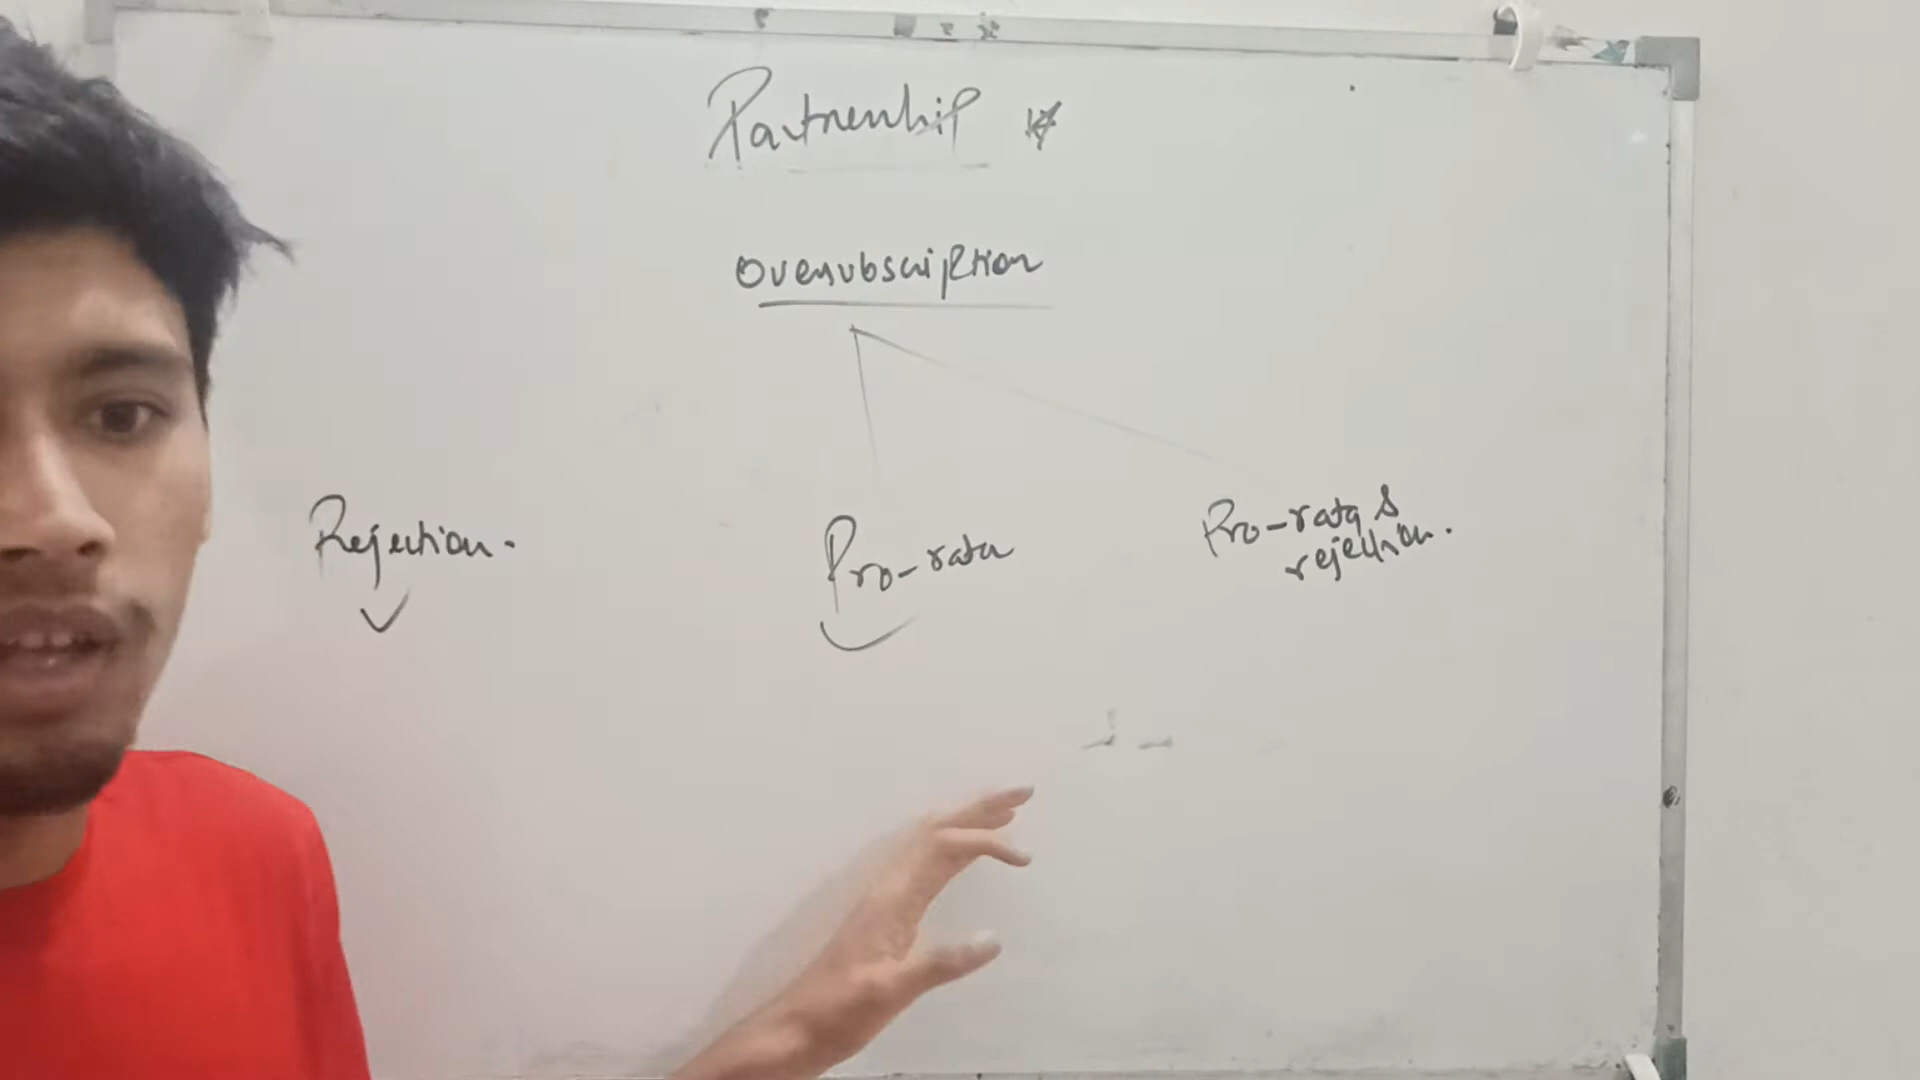 Partnership
Oversubscription
Rejection.
Pro-rata
Pro-rata &
rejection.